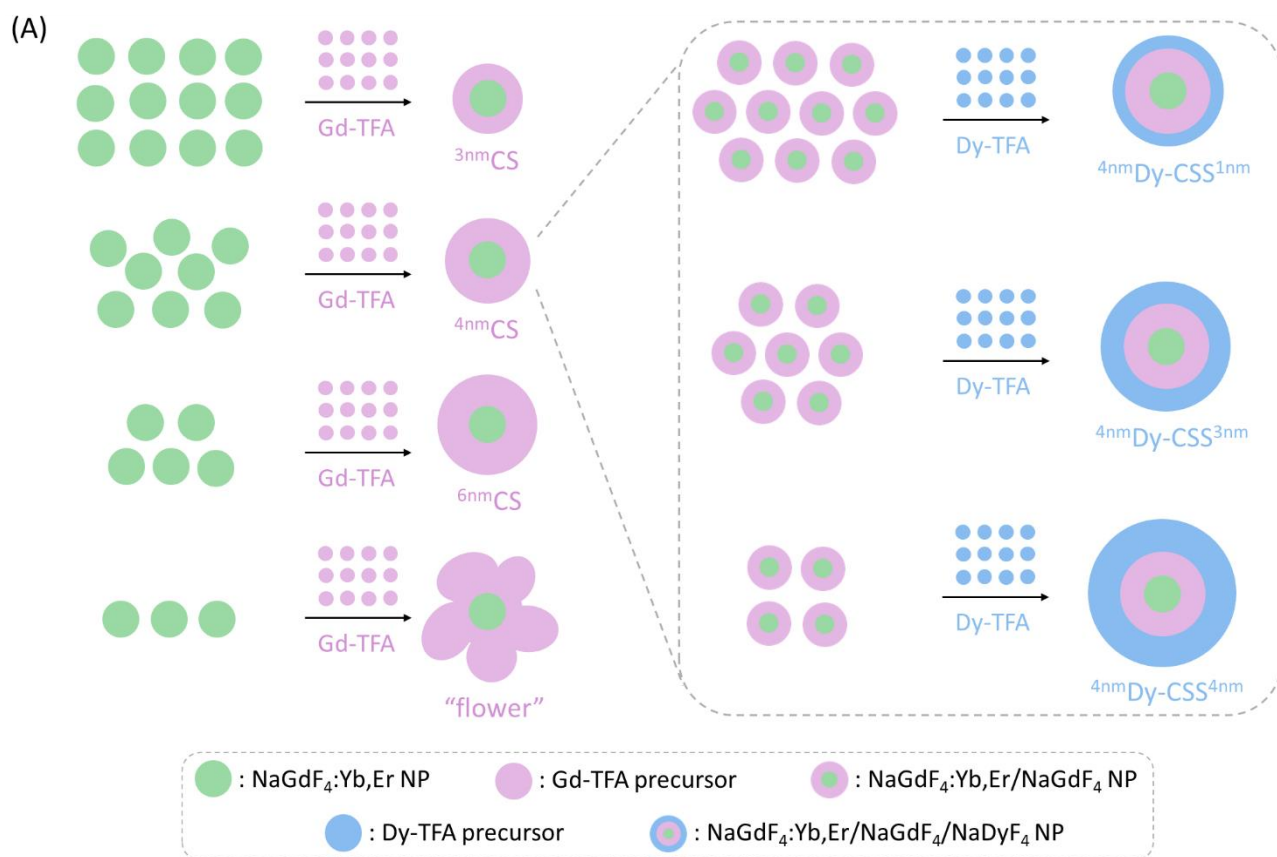 (A)
Gd-TFA
3nmCS
Gd-TFA
4nmCS
Gd-TFA
6nmCS
Gd-TFA
“flower”
Dy-TFA
4nmDy-CSS1nm
Dy-TFA
4nmDy-CSS3nm
Dy-TFA
4nmDy-CSS4nm
: NaGdF4:Yb,Er NP
: Gd-TFA precursor
: NaGdF4:Yb,Er/NaGdF4 NP
: Dy-TFA precursor
: NaGdF4:Yb,Er/NaGdF4/NaDyF4 NP